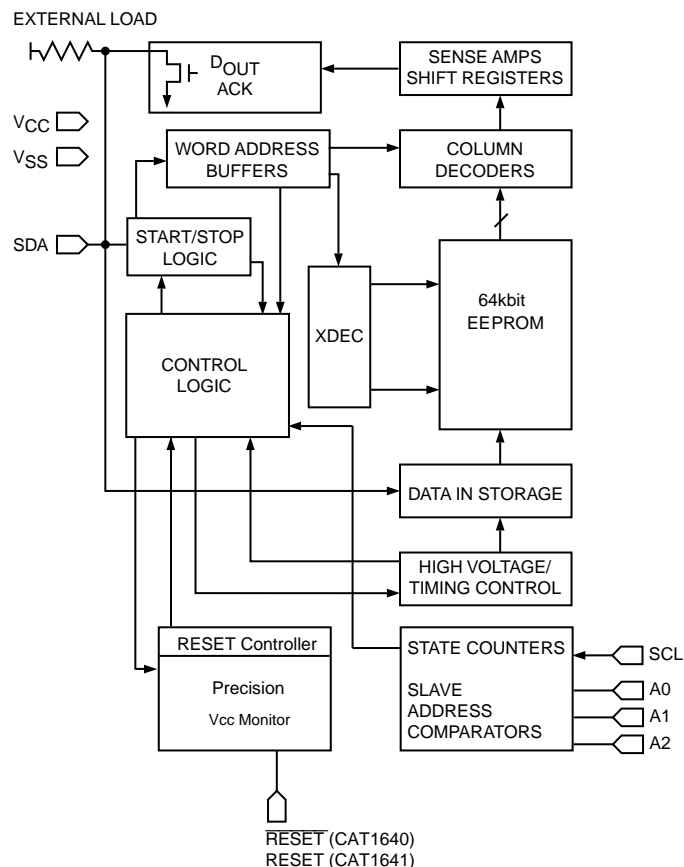 EXTERNAL LOAD
DOUT
ACK
SENSE AMPS
SHIFT REGISTERS
VCC
VSS
WORD ADDRESS
BUFFERS
COLUMN
DECODERS
SDA
START/STOP
LOGIC
64kbit
EEPROM
XDEC
CONTROL
LOGIC
DATA IN STORAGE
HIGH VOLTAGE/
TIMING CONTROL
RESET Controller
Precision
Vcc Monitor
STATE COUNTERS
SLAVE
ADDRESS
COMPARATORS
SCL
A0
A1
A2
RESET (CAT1640)
RESET (CAT1641)